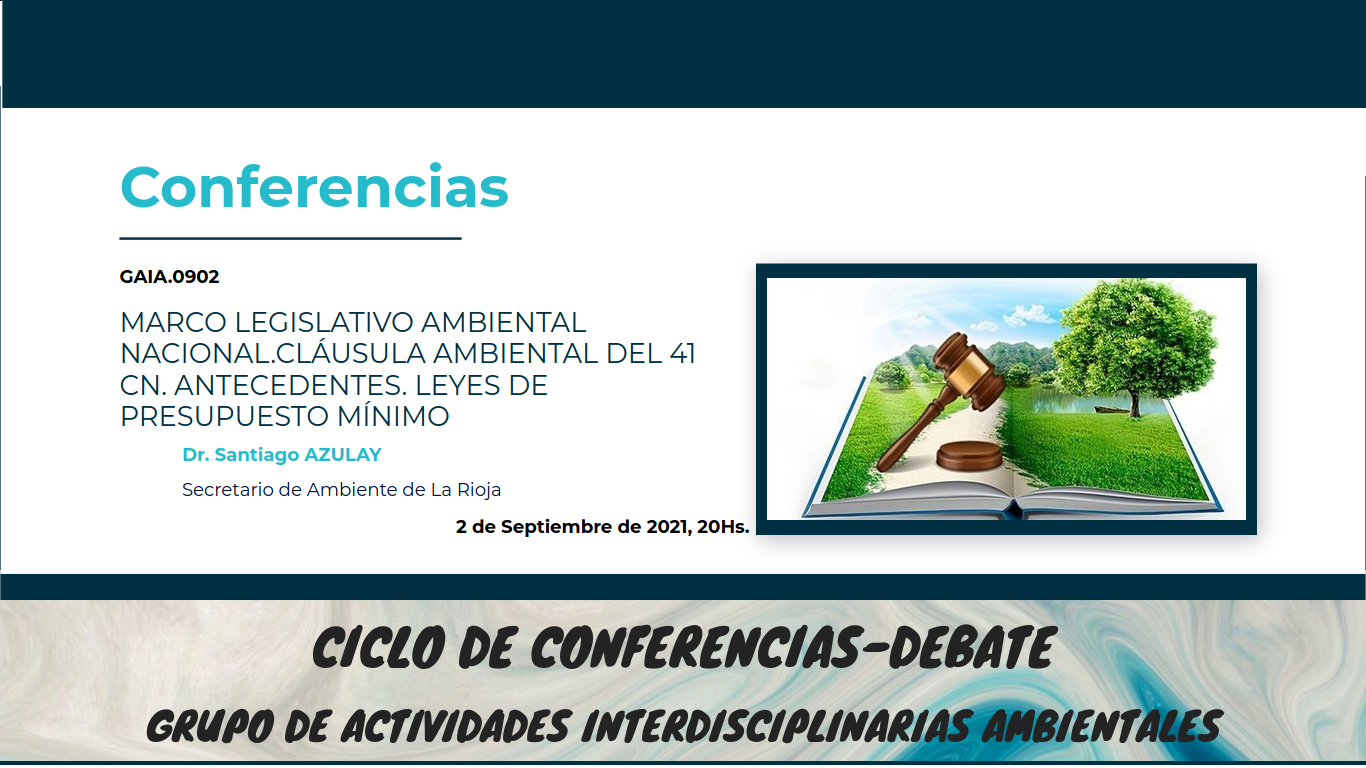 Conferencias
GAIA.0902
MARCO LEGISLATIVO AMBIENTAL
NACIONAL.CLÁUSULA AMBIENTAL DEL 41
CN. ANTECEDENTES. LEYES DE
PRESUPUESTO MÍNIMO
Dr. Santiago AZULAY
Secretario de Ambiente de La Rioja
2 de Septiembre de 2021, 20Hs.
CICLO DE CONFERENCIAS-DEBATE
GRUPO DE ACTIVIDADES INTERDISCIPLINARIAS AMBIENTALES